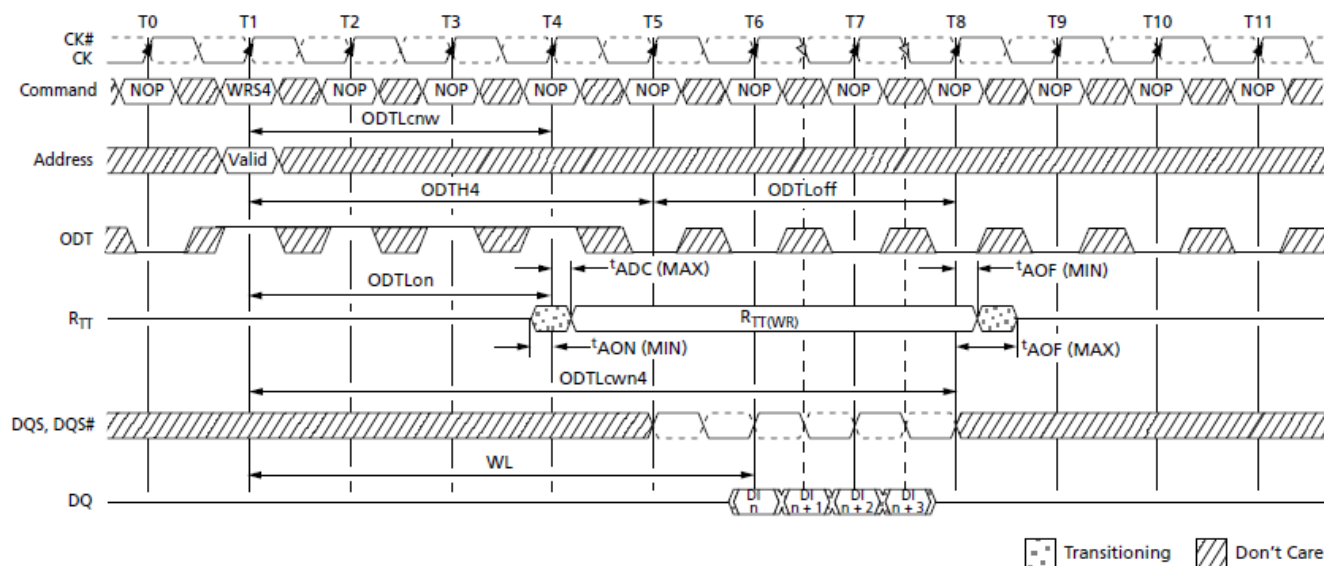 T0 T1 T2 T3 T4 T5 T6 T7 T8 T9 T10 T11
CK#
CK
Command NOP WRS4 NOP NOP NOP NOP NOP NOP NOP NOP NOP NOP
ODTLcnw
Address Valid
ODTH4 ODTLoff
ODT
tADC (MAX) tAOF (MIN)
ODTLon
RTT RTT(WR)
tAON (MIN) tAOF (MAX)
ODTLcwn4
DQS, DQS#
WL
DQ DI n DI n + 1 DI n + 2 DI n + 3
Transitioning Don't Care